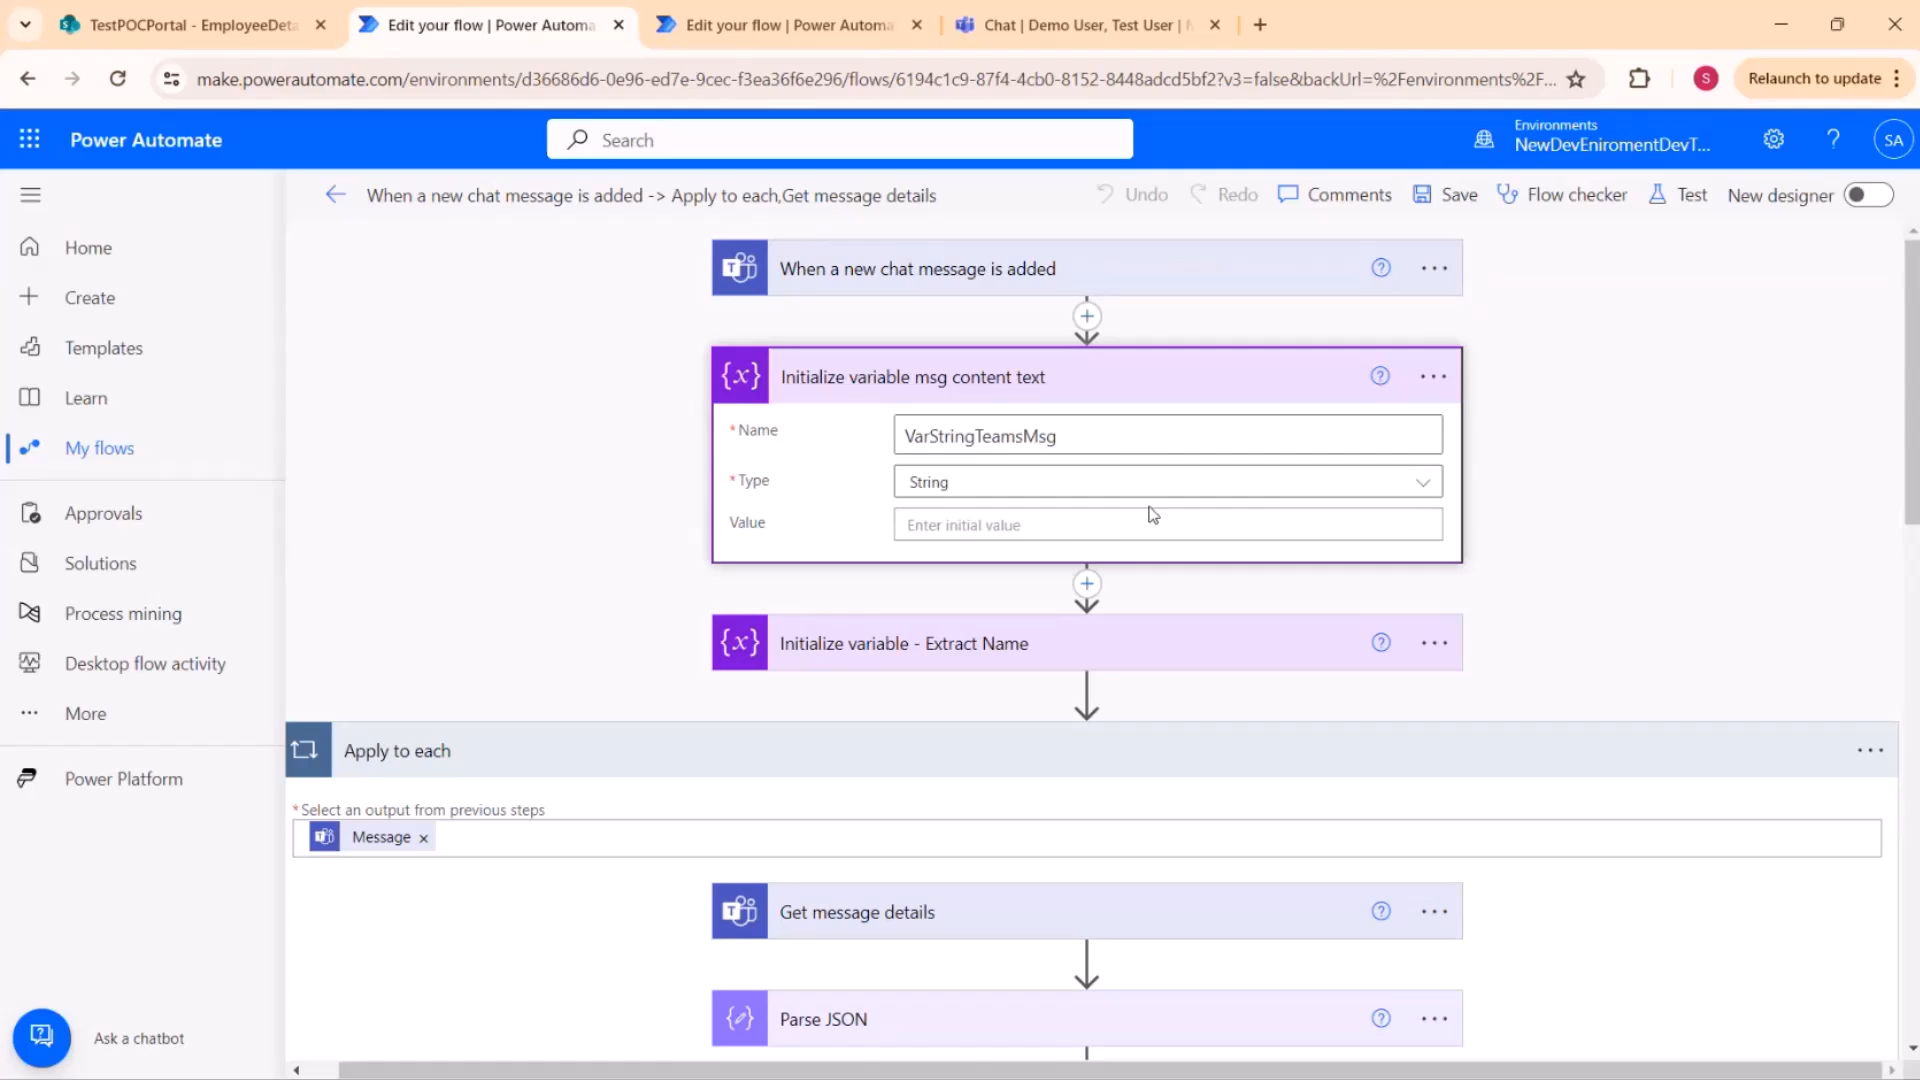 TestPOCPortal - EmployeeDeta
Edit your flow | Power Automa
Edit your flow | Power Automa
Chat | Demo User, Test User |
make.powerautomate.com/environments/d36686d6-0e96-ed7e-9cec-f3ea36f6e296/flows/6194c1c9-87f4-4cb0-8152-8448adcd5bf2?v3=false&backUrl=%2Fenvironments%2F...
S
Relaunch to update
Power Automate
Search
Environments
NewDevEniromentDevT...
SA
When a new chat message is added -> Apply to each,Get message details
Undo
Redo
Comments
Save
Flow checker
Test
New designer
Home
Create
Templates
Learn
My flows
Approvals
Solutions
Process mining
Desktop flow activity
More
Power Platform
Ask a chatbot
When a new chat message is added
{x} Initialize variable msg content text
* Name
VarStringTeamsMsg
* Type
String
Value
Enter initial value
{x} Initialize variable - Extract Name
Apply to each
* Select an output from previous steps
Message ×
Get message details
Parse JSON